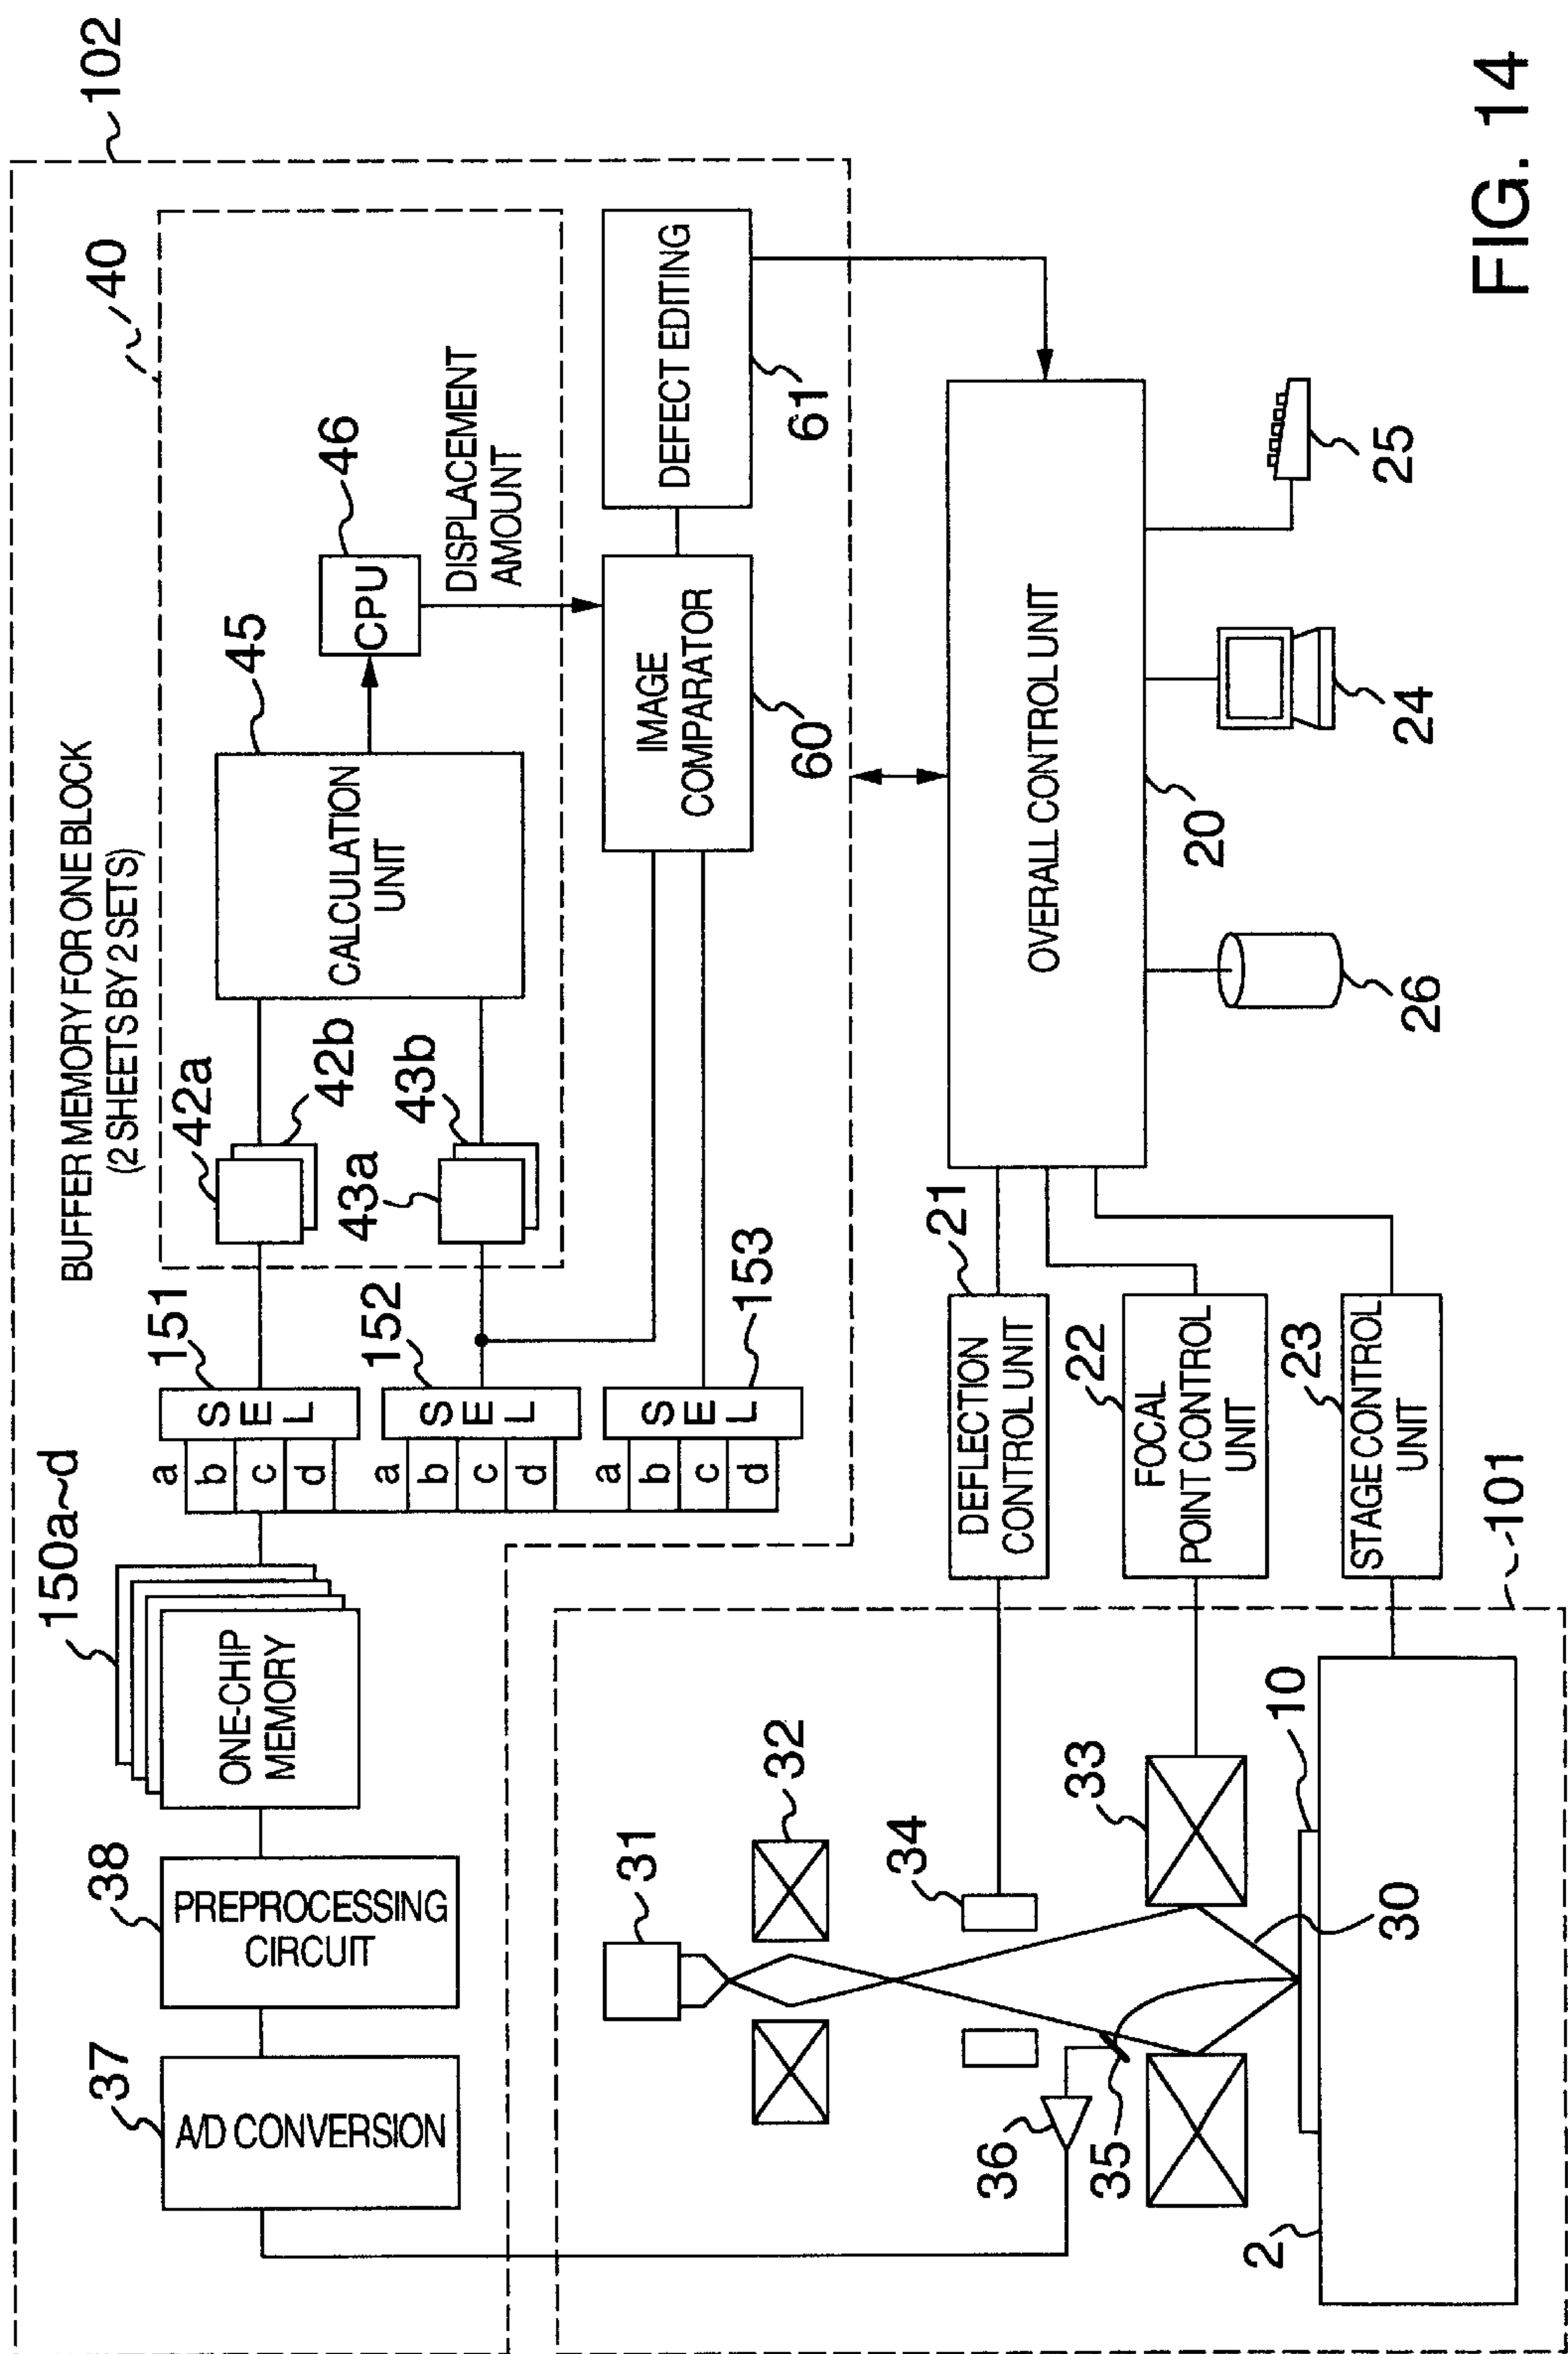 102
BUFFER MEMORY FOR ONE BLOCK
(2 SHEETS BY 2 SETS)
40
37
A/D CONVERSION
38
PREPROCESSING
CIRCUIT
150a~d
ONE-CHIP
MEMORY
a
b
c
d
SEL
151
a
b
c
d
SEL
152
a
b
c
d
SEL
153
42a
42b
43a
43b
45
CALCULATION
UNIT
46
CPU
DISPLACEMENT
AMOUNT
IMAGE
COMPARATOR
60
DEFECT EDITING
61
31
32
34
36
35
33
30
10
2
101
21
DEFLECTION
CONTROL UNIT
22
FOCAL
POINT CONTROL
UNIT
23
STAGE CONTROL
UNIT
OVERALL CONTROL UNIT
20
26
24
25
FIG. 14